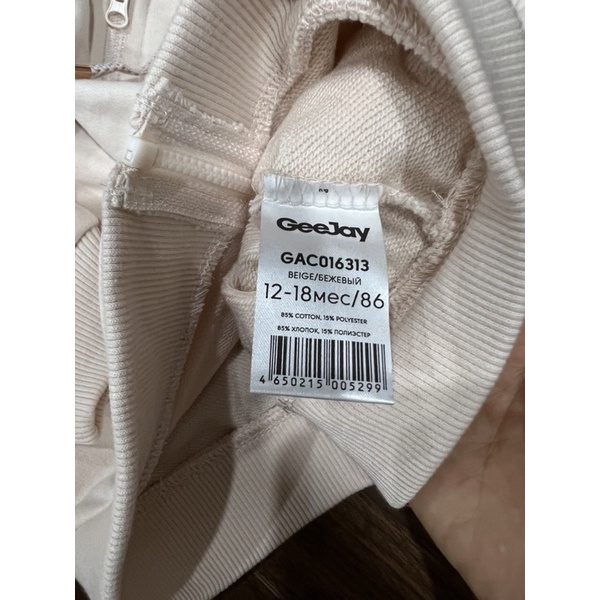 GeeJay
GAC016313
BEIGE/БЕЖЕВЫЙ
12-18мес/86
85% COTTON, 15% POLYESTER
85% ХЛОПОК, 15% ПОЛИЭСТЕР
4 650215 005299